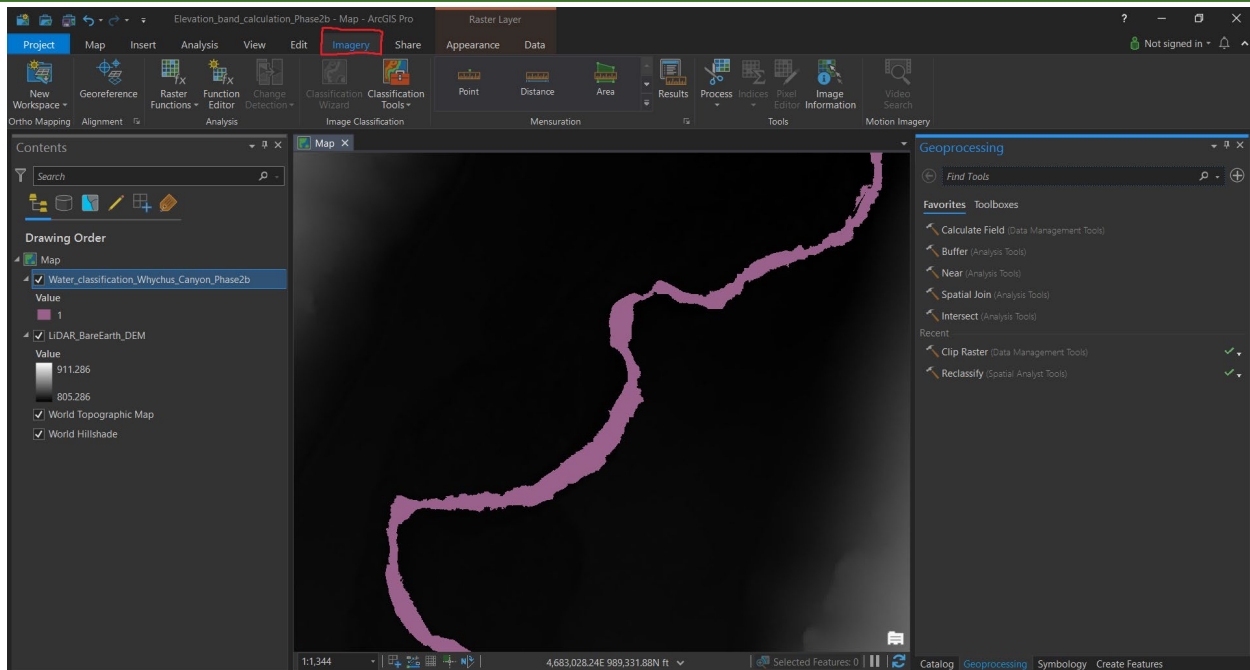 Elevation_band_calculation_Phase2b - Map - ArcGIS Pro
Raster Layer
?
Project Map Insert Analysis View Edit Imagery Share Appearance Data
Not signed in
New Workspace
Georeference
Raster Functions
Function Editor
Change Detection
Classification Wizard
Classification Tools
Point
Distance
Area
Results
Process
Indices
Pixel Editor
Image Information
Video Search
Ortho Mapping
Alignment
Analysis
Image Classification
Mensuration
Tools
Motion Imagery
Contents
Search
Drawing Order
Map
Water_classification_Whychus_Canyon_Phase2b
Value
1
LiDAR_BareEarth_DEM
Value
911.286
805.286
World Topographic Map
World Hillshade
Map
1:1,344
4,683,028.24E 989,331.88N ft
Selected Features: 0
Geoprocessing
Find Tools
Favorites Toolboxes
Calculate Field (Data Management Tools)
Buffer (Analysis Tools)
Near (Analysis Tools)
Spatial Join (Analysis Tools)
Intersect (Analysis Tools)
Recent
Clip Raster (Data Management Tools)
Reclassify (Spatial Analyst Tools)
Catalog Geoprocessing Symbology Create Features